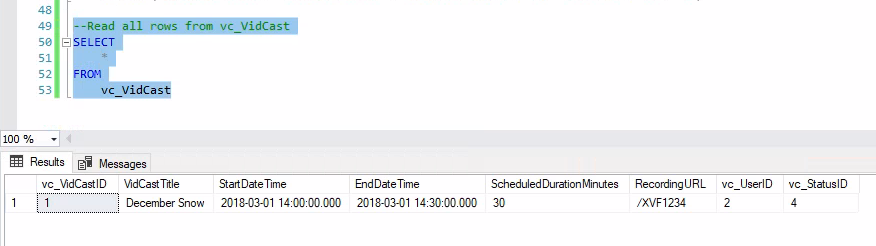 48
49 --Read all rows from vc_VidCast
50 SELECT
51 *
52 FROM
53 vc_VidCast
100 %
Results Messages
vc_VidCastID VidCastTitle StartDateTime EndDateTime ScheduledDurationMinutes RecordingURL vc_UserID vc_StatusID
1 1 December Snow 2018-03-01 14:00:00.000 2018-03-01 14:30:00.000 30 /XVF1234 2 4